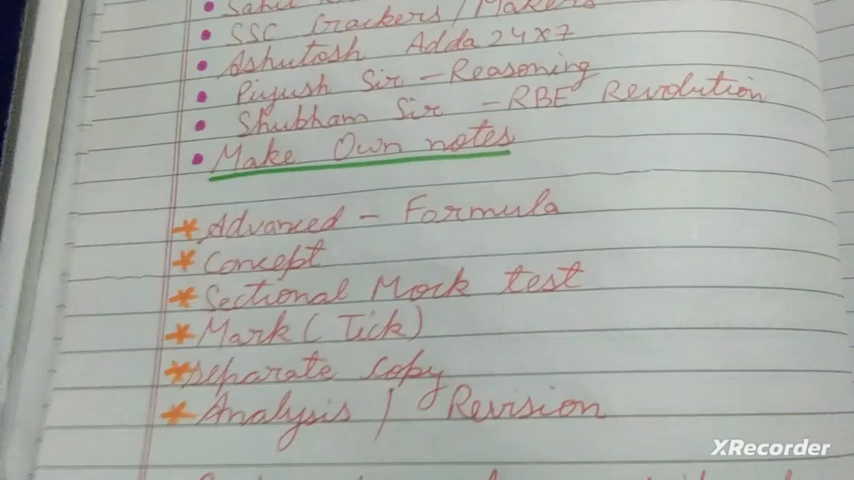 SSC Crackers / Makers
Ashutosh Adda 24x7
Piyush Sir - Reasoning
Shubham Sir - RBE Revolution
Make Own notes
Advanced - Formula
Concept
Sectional Mock test
Mark ( Tick )
Separate Copy
Analysis / Revision
XRecorder